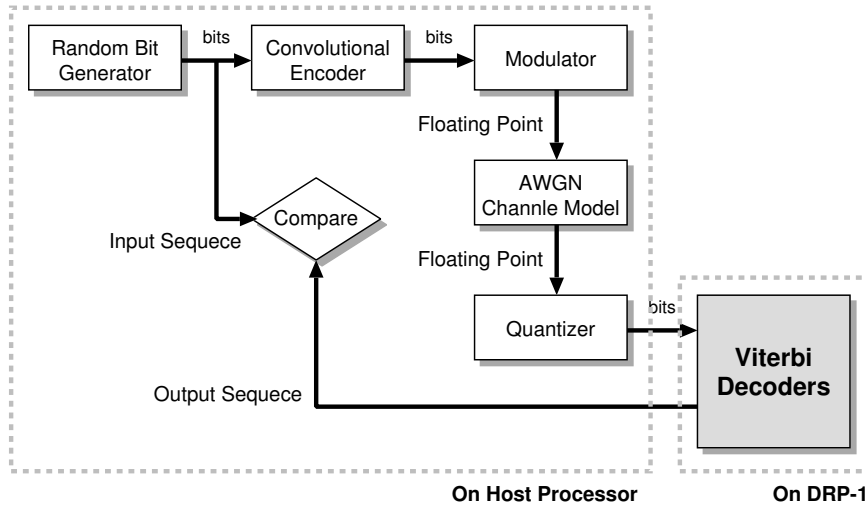 Random Bit
Generator
bits
Convolutional
Encoder
bits
Modulator
Floating Point
AWGN
Channle Model
Compare
Input Sequece
Floating Point
Quantizer
bits
Viterbi
Decoders
Output Sequece
On Host Processor
On DRP-1